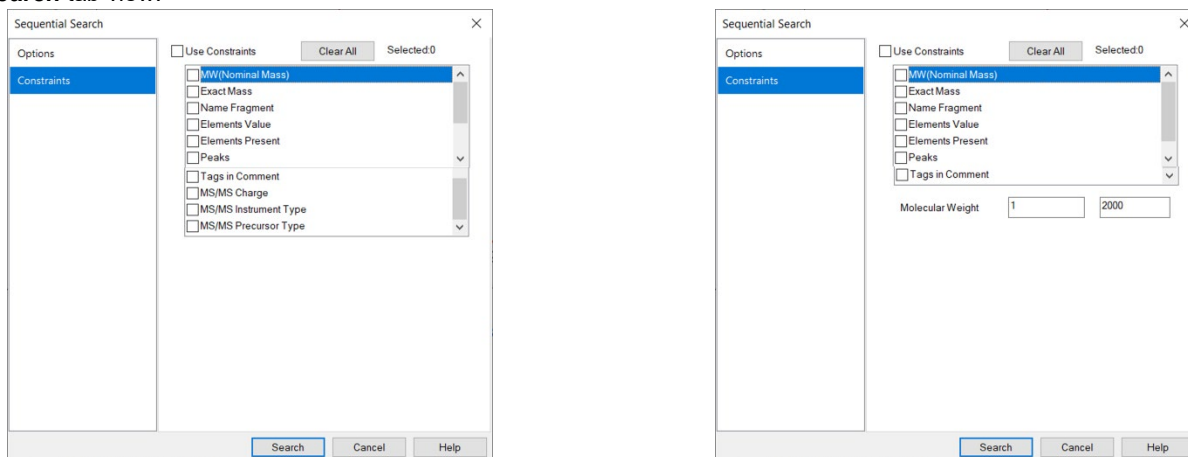 Sequential Search
Options
Constraints
Use Constraints
Clear All
Selected:0
MW(Nominal Mass)
Exact Mass
Name Fragment
Elements Value
Elements Present
Peaks
Tags in Comment
MS/MS Charge
MS/MS Instrument Type
MS/MS Precursor Type
Search
Cancel
Help
Sequential Search
Options
Constraints
Use Constraints
Clear All
Selected:0
MW(Nominal Mass)
Exact Mass
Name Fragment
Elements Value
Elements Present
Peaks
Tags in Comment
Molecular Weight
1
2000
Search
Cancel
Help